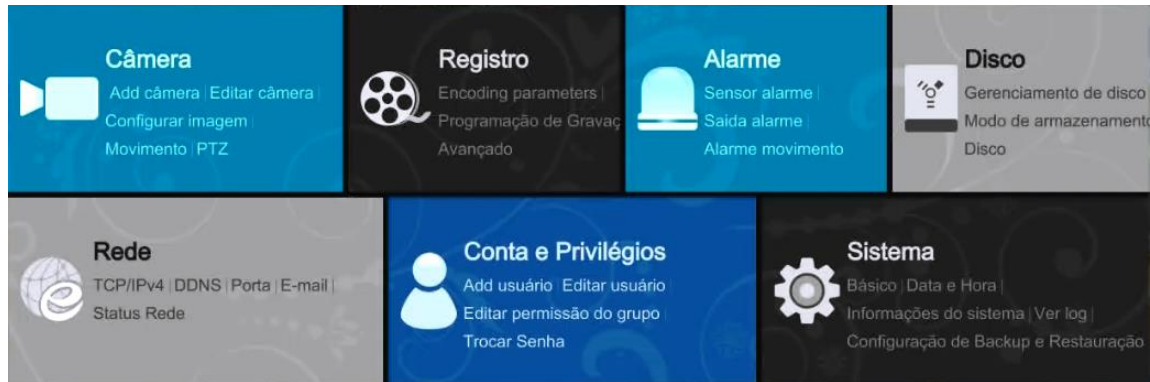 Câmera
Add câmera | Editar câmera |
Configurar imagem |
Movimento | PTZ
Registro
Encoding parameters |
Programação de Gravaç
Avançado
Alarme
Sensor alarme |
Saida alarme |
Alarme movimento
Disco
Gerenciamento de disco
Modo de armazenamento
Disco
Rede
TCP/IPv4 | DDNS | Porta | E-mail |
Status Rede
Conta e Privilégios
Add usuário | Editar usuário |
Editar permissão do grupo |
Trocar Senha
Sistema
Básico | Data e Hora |
Informações do sistema | Ver log |
Configuração de Backup e Restauração